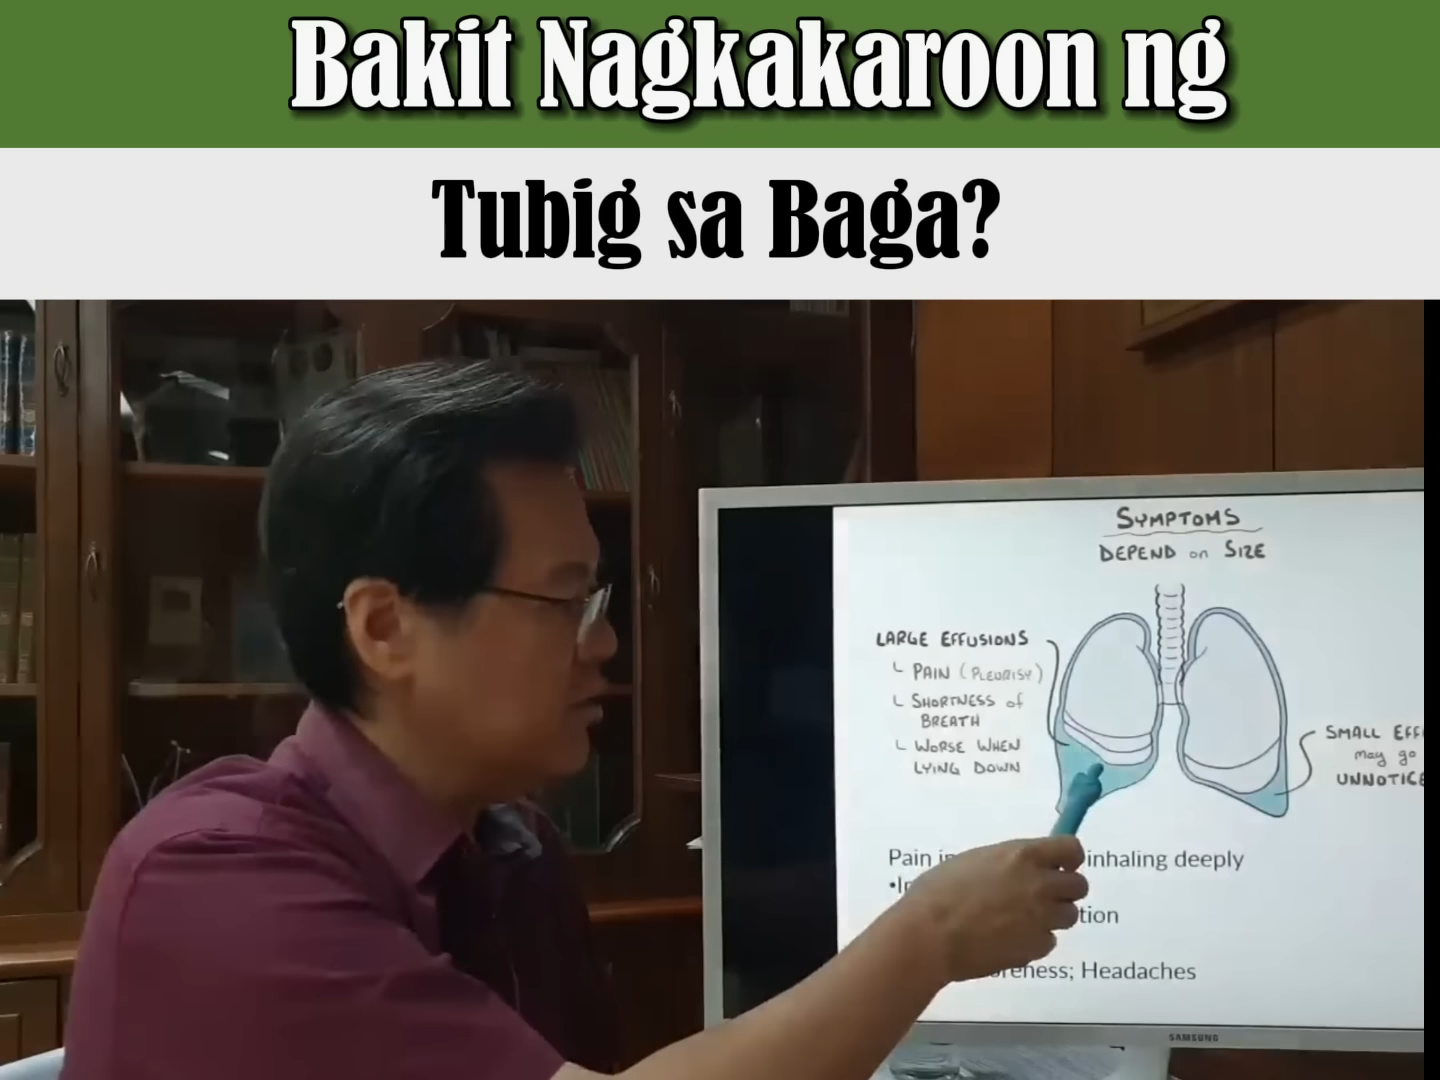 Bakit Nagkakaroon ng
Tubig sa Baga?
SYMPTOMS
DEPEND on SIZE
LARGE EFFUSIONS
PAIN (PLEURISY)
SHORTNESS of
BREATH
WORSE WHEN
LYING DOWN
SMALL EFF
may go
UNNOTICE
Pain inhaling deeply
tion
reness; Headaches
SAMSUNG